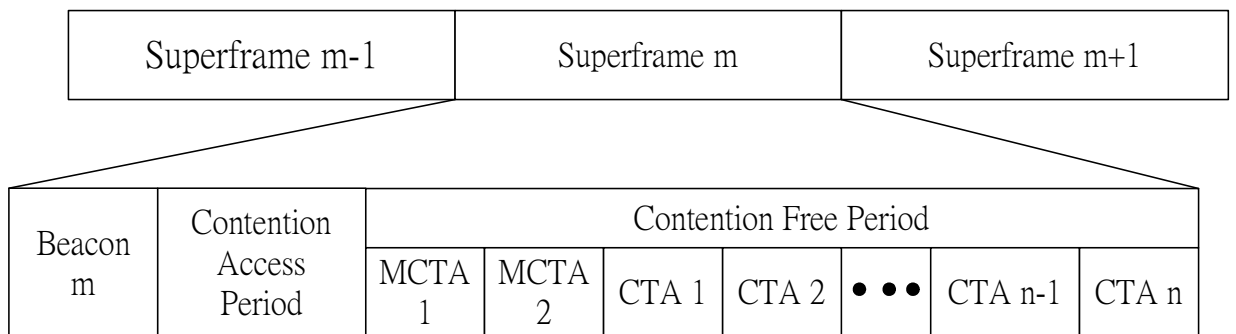 Superframe m-1
Superframe m
Superframe m+1
Beacon
m
Contention
Access
Period
Contention Free Period
MCTA
1
MCTA
2
CTA 1
CTA 2
• • •
CTA n-1
CTA n